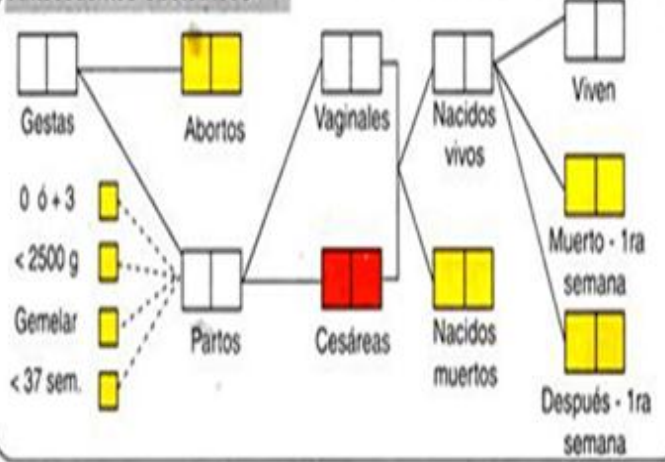 Gestas
Abortos
Vaginales
Nacidos
vivos
Viven
0 ó + 3
< 2500 g
Gemelar
< 37 sem.
Partos
Cesáreas
Nacidos
muertos
Muerto - 1ra
semana
Después - 1ra
semana